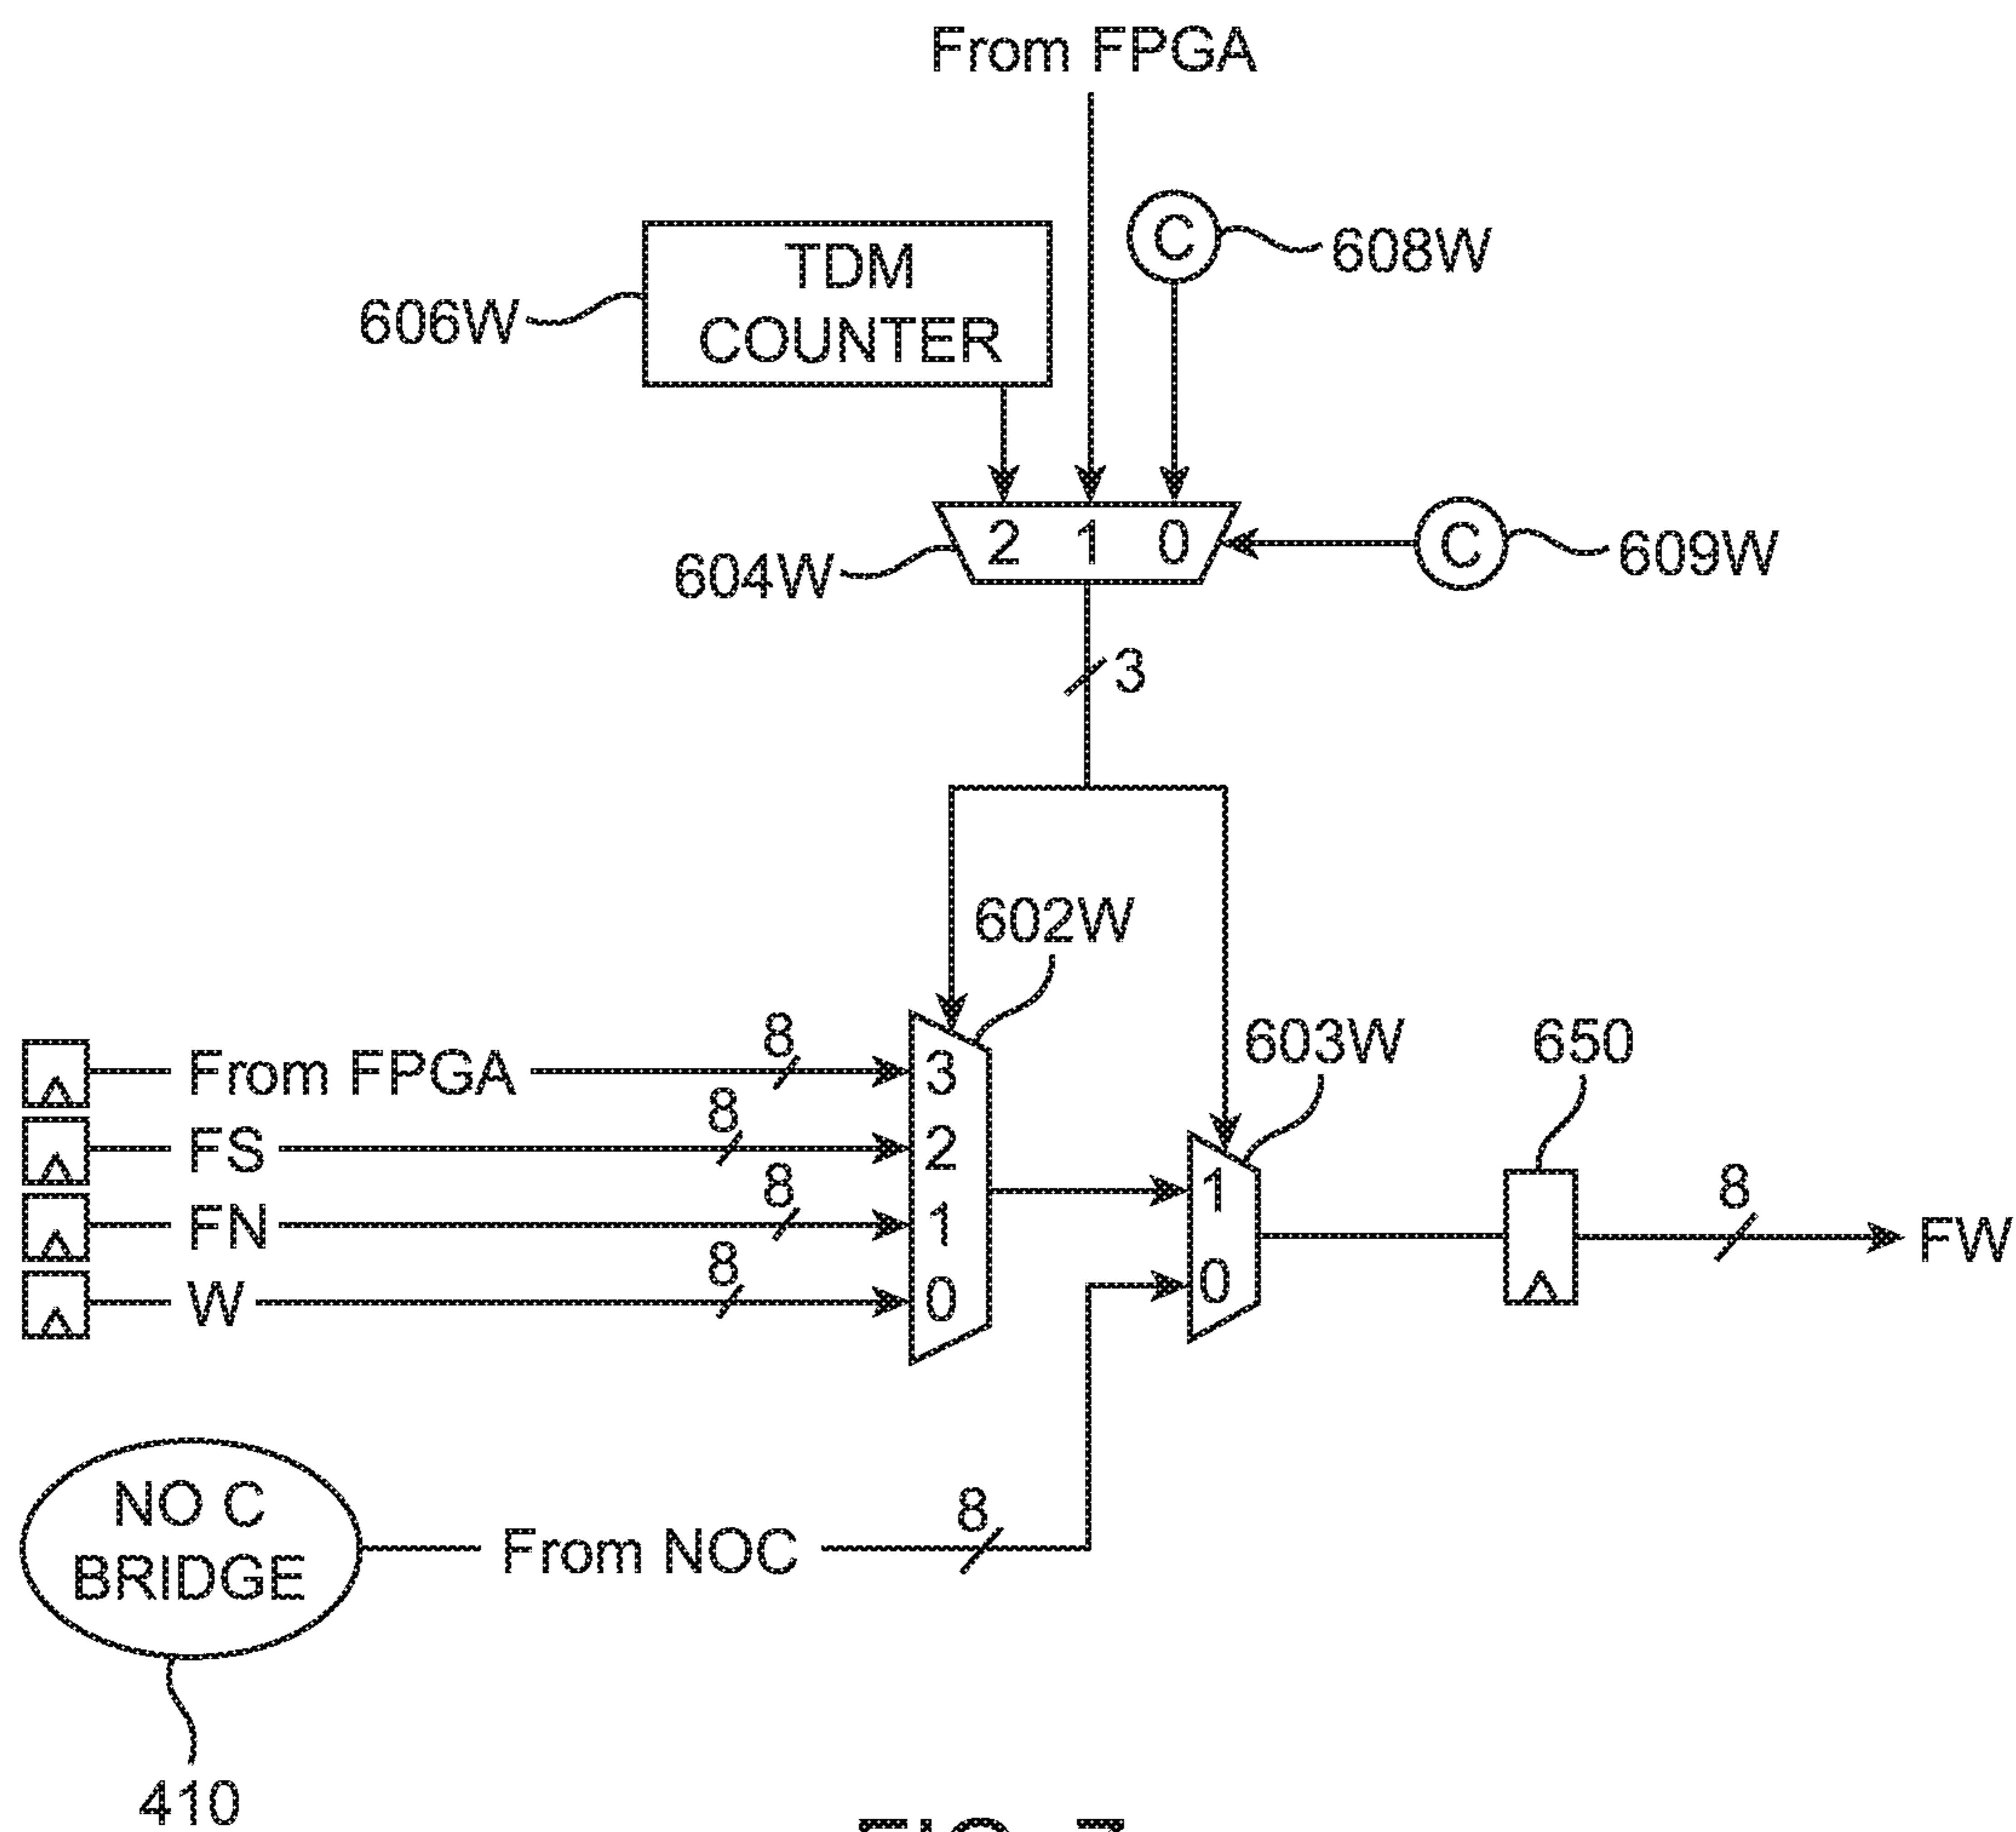 From FPGA
C
608W
TDM
COUNTER
606W
2 1 0
C
609W
604W
3
602W
From FPGA
8
3
603W
650
FS
8
2
FN
8
1
1
8
FW
W
8
0
0
NO C
BRIDGE
From NOC
8
410